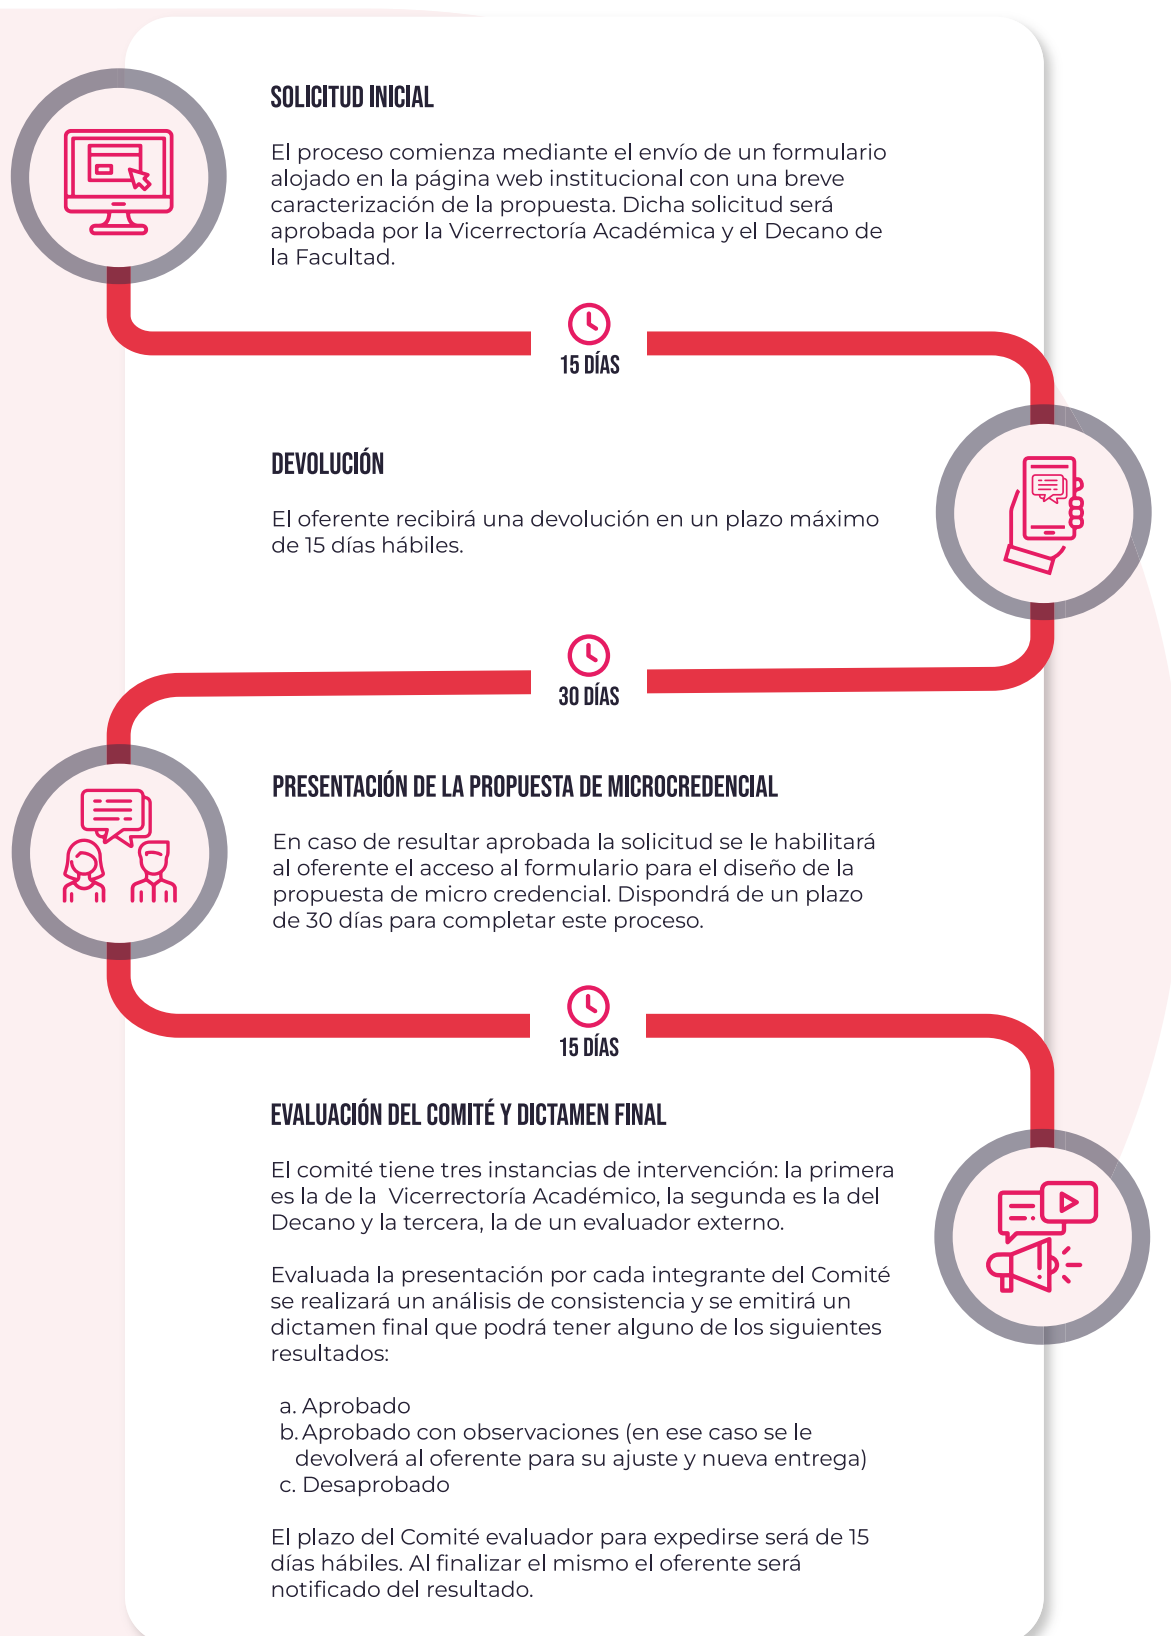 SOLICITUD INICIAL
El proceso comienza mediante el envío de un formulario
alojado en la página web institucional con una breve
caracterización de la propuesta. Dicha solicitud será
aprobada por la Vicerrectoría Académica y el Decano de
la Facultad.
15 DÍAS
DEVOLUCIÓN
El oferente recibirá una devolución en un plazo máximo
de 15 días hábiles.
30 DÍAS
PRESENTACIÓN DE LA PROPUESTA DE MICROCREDENCIAL
En caso de resultar aprobada la solicitud se le habilitará
al oferente el acceso al formulario para el diseño de la
propuesta de micro credencial. Dispondrá de un plazo
de 30 días para completar este proceso.
15 DÍAS
EVALUACIÓN DEL COMITÉ Y DICTAMEN FINAL
El comité tiene tres instancias de intervención: la primera
es la de la  Vicerrectoría Académico, la segunda es la del
Decano y la tercera, la de un evaluador externo.
Evaluada la presentación por cada integrante del Comité
se realizará un análisis de consistencia y se emitirá un
dictamen final que podrá tener alguno de los siguientes
resultados:
a. Aprobado
b. Aprobado con observaciones (en ese caso se le
devolverá al oferente para su ajuste y nueva entrega)
c. Desaprobado
El plazo del Comité evaluador para expedirse será de 15
días hábiles. Al finalizar el mismo el oferente será
notificado del resultado.